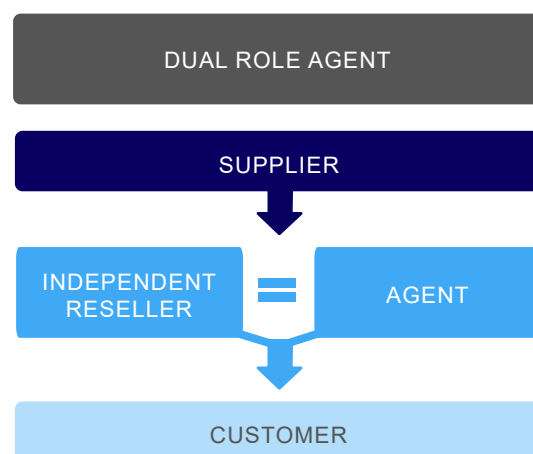 DUAL ROLE AGENT
SUPPLIER
INDEPENDENT
RESELLER
=
AGENT
CUSTOMER